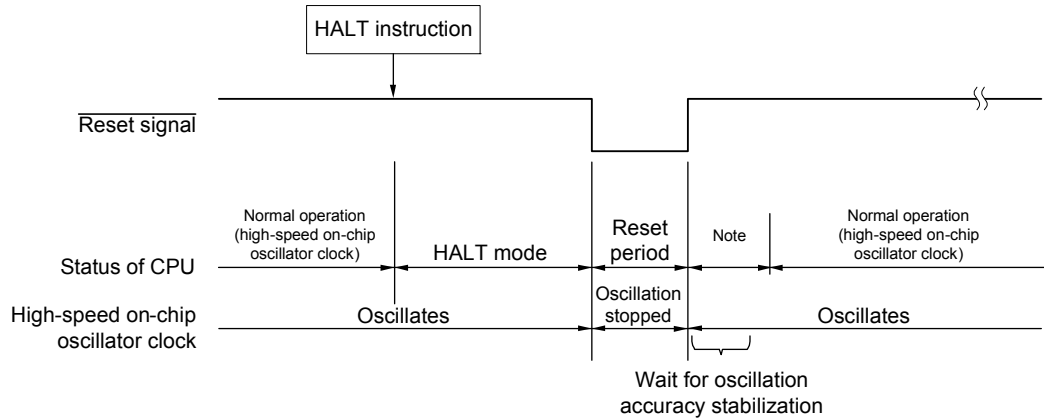 HALT instruction
Reset signal
Normal operation
(high-speed on-chip
oscillator clock)
HALT mode
Reset
period
Note
Normal operation
(high-speed on-chip
oscillator clock)
Status of CPU
High-speed on-chip
oscillator clock
Oscillates
Oscillation
stopped
Oscillates
Wait for oscillation
accuracy stabilization